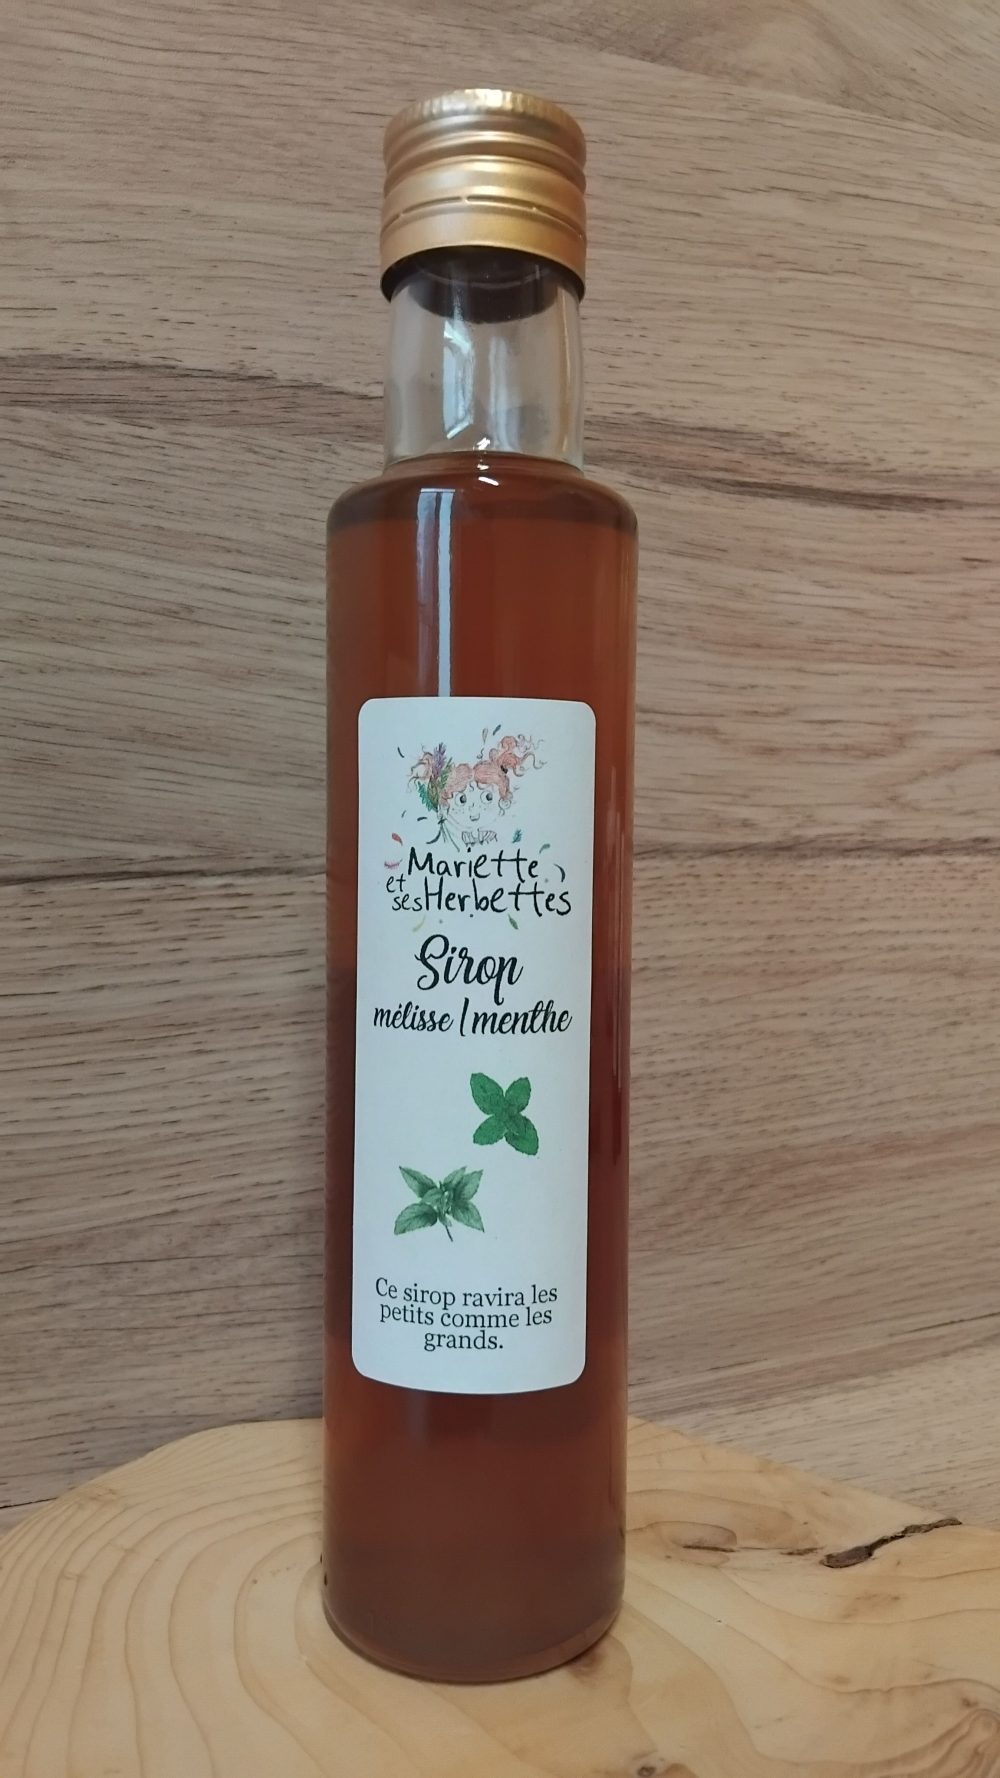 Mariette
et
ses Herbettes
Sirop
mélisse / menthe
Ce sirop ravira les
petits comme les
grands.